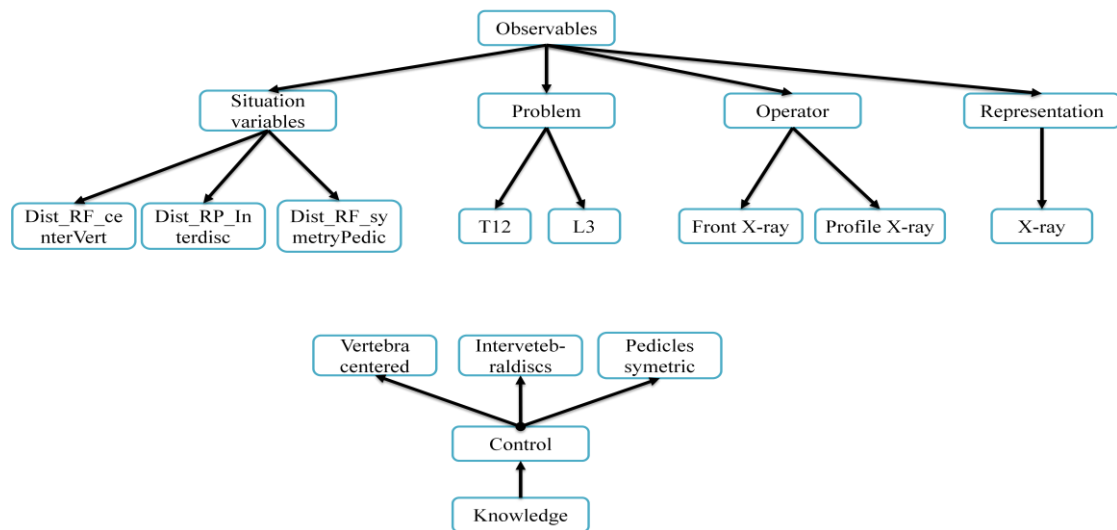 Observables
Situation
variables
Problem
Operator
Representation
Dist_RF_ce
nterVert
Dist_RP_In
terdisc
Dist_RF_sy
metryPedic
T12
L3
Front X-ray
Profile X-ray
X-ray
Vertebra
centered
Interveteb-
raldiscs
Pedicles
symetric
Control
Knowledge